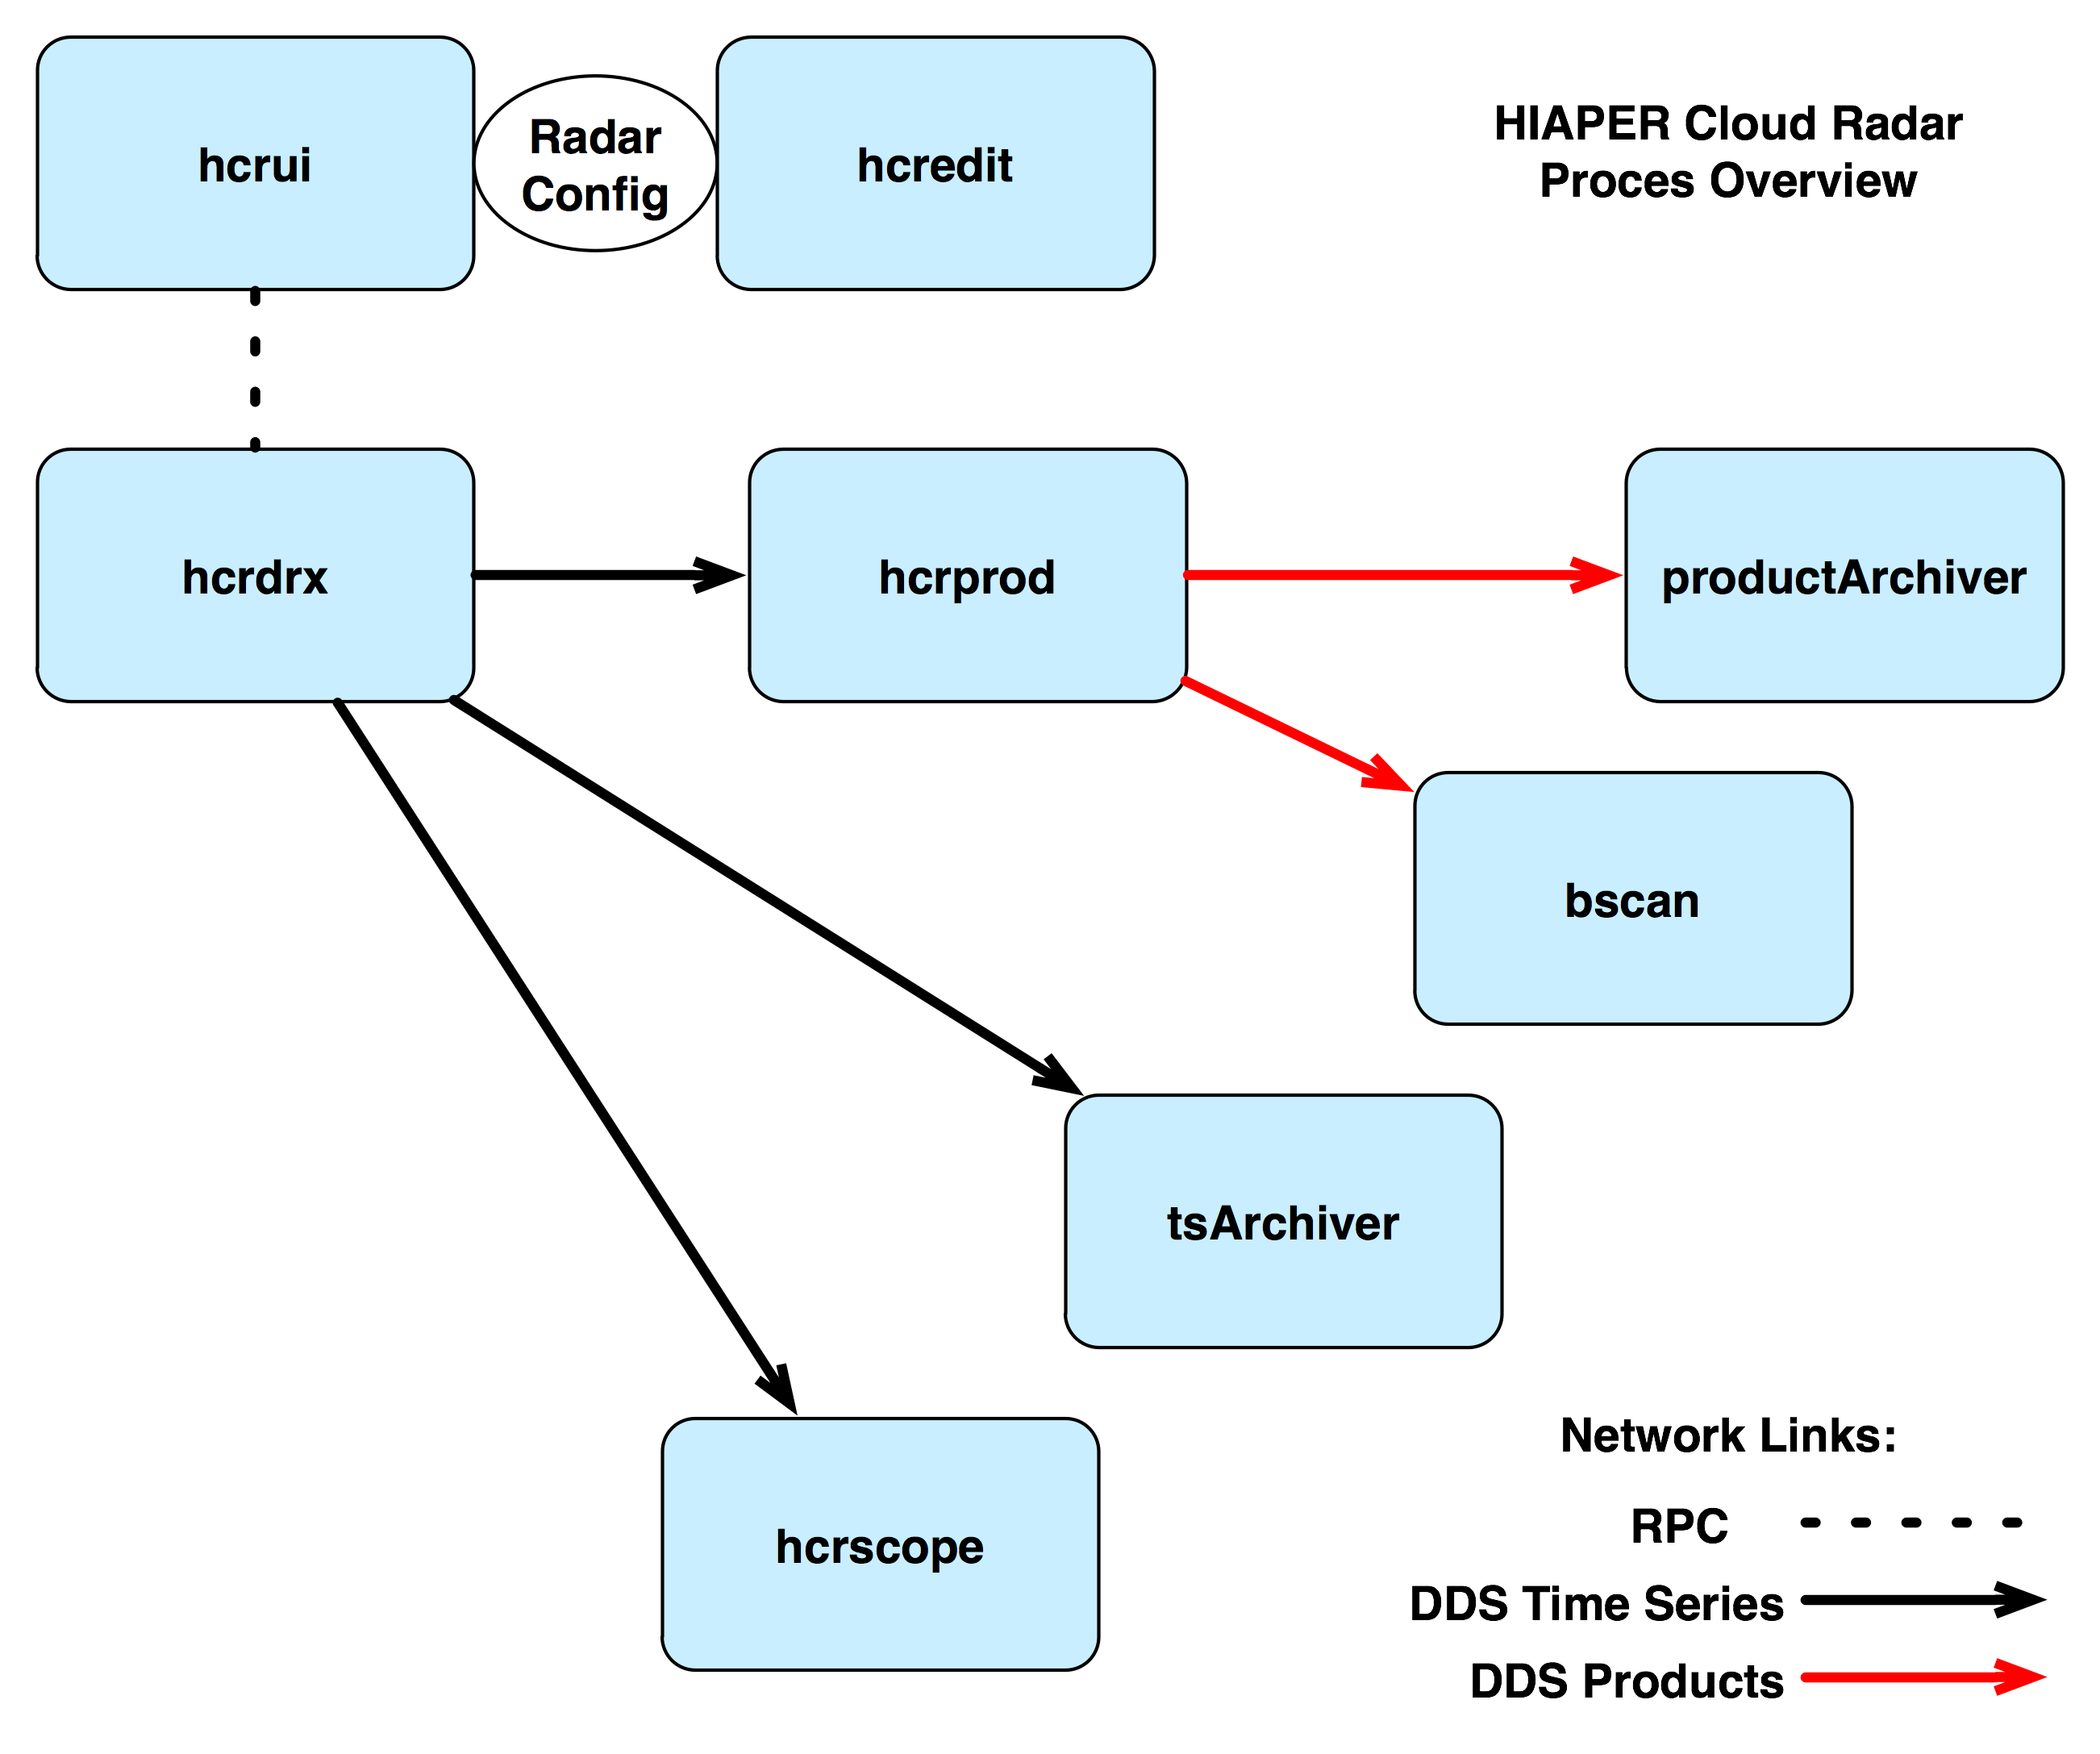 hcrui
Radar
Config
hcredit
HIAPER Cloud Radar
Proces Overview
hcrdrx
hcrprod
productArchiver
bscan
tsArchiver
hcrscope
Network Links:
RPC
DDS Time Series
DDS Products